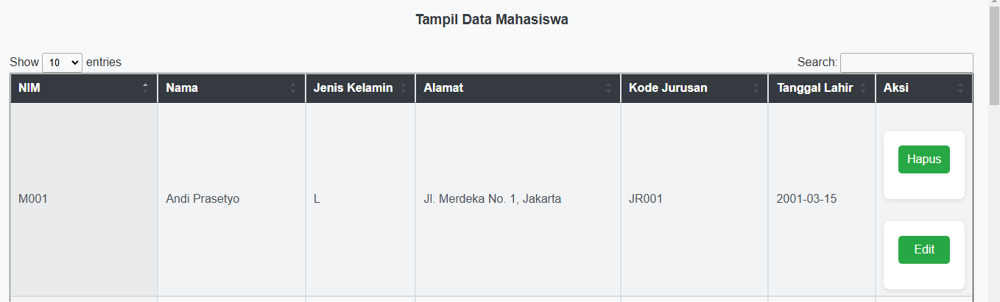 Tampil Data Mahasiswa
Show 10 entries Search:
NIM Nama Jenis Kelamin Alamat Kode Jurusan Tanggal Lahir Aksi
Hapus
M001 Andi Prasetyo L Jl. Merdeka No. 1, Jakarta JR001 2001-03-15
Edit